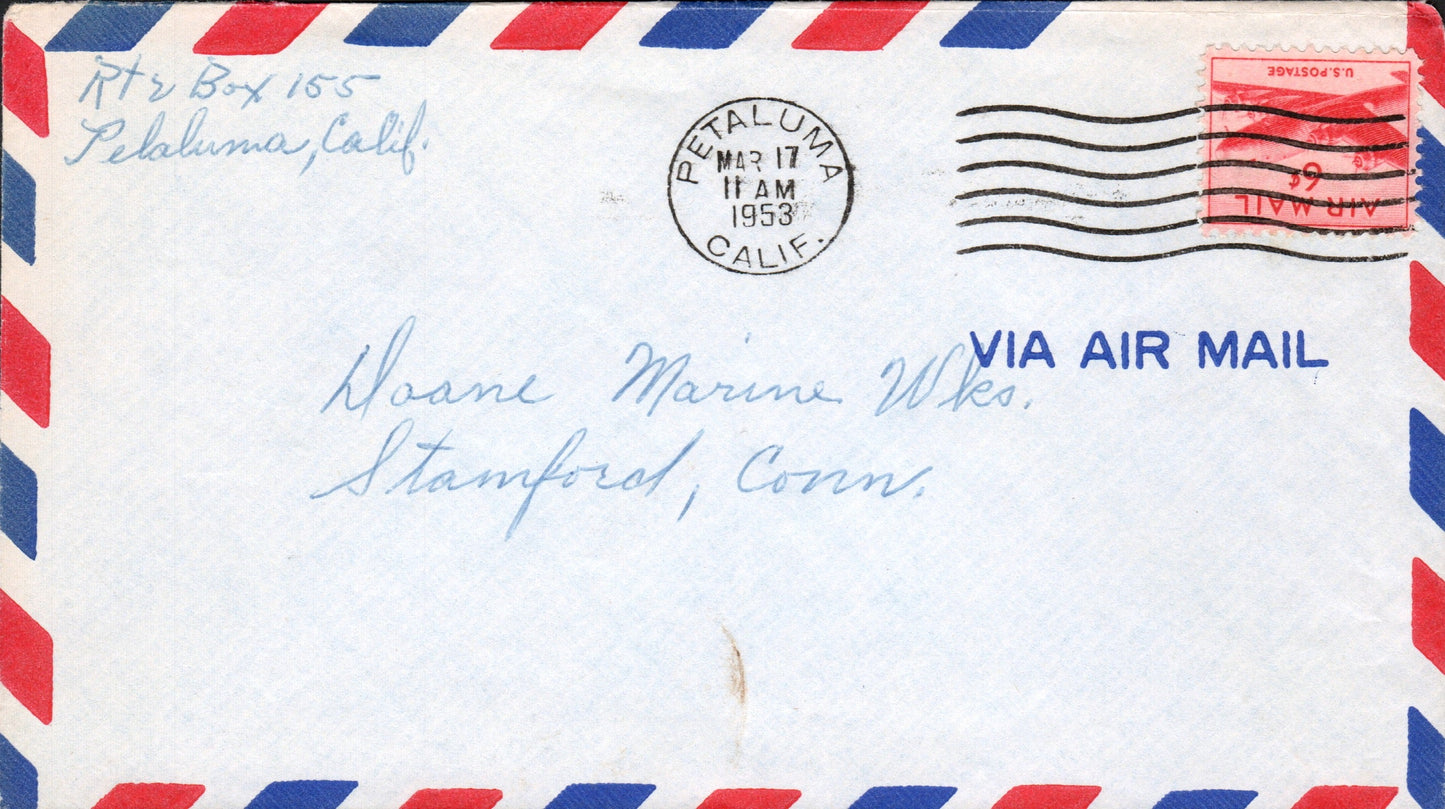 Rt 2 Box 155
Petaluma, Calif.
PETALUMA
MAR 17
11 AM
1953
CALIF.
U.S. POSTAGE
6¢
AIR MAIL
VIA AIR MAIL
Doane Marine Wks.
Stamford, Conn.